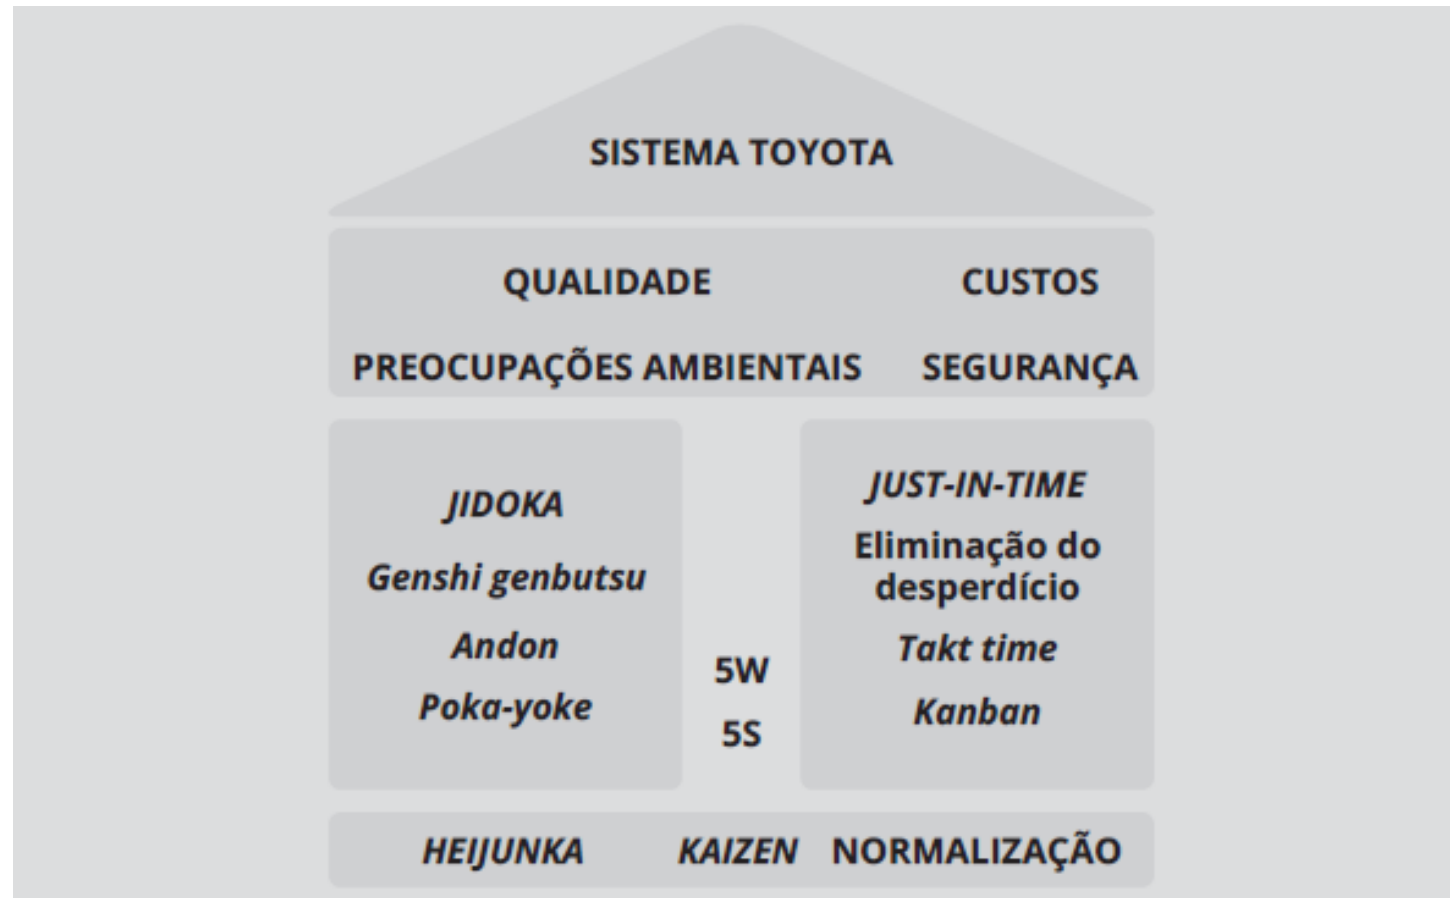 SISTEMA TOYOTA
QUALIDADE CUSTOS
PREOCUPAÇÕES AMBIENTAIS SEGURANÇA
JIDOKA
Genshi genbutsu
Andon
Poka-yoke
5W
5S
JUST-IN-TIME
Eliminação do
desperdício
Takt time
Kanban
HEIJUNKA KAIZEN NORMALIZAÇÃO